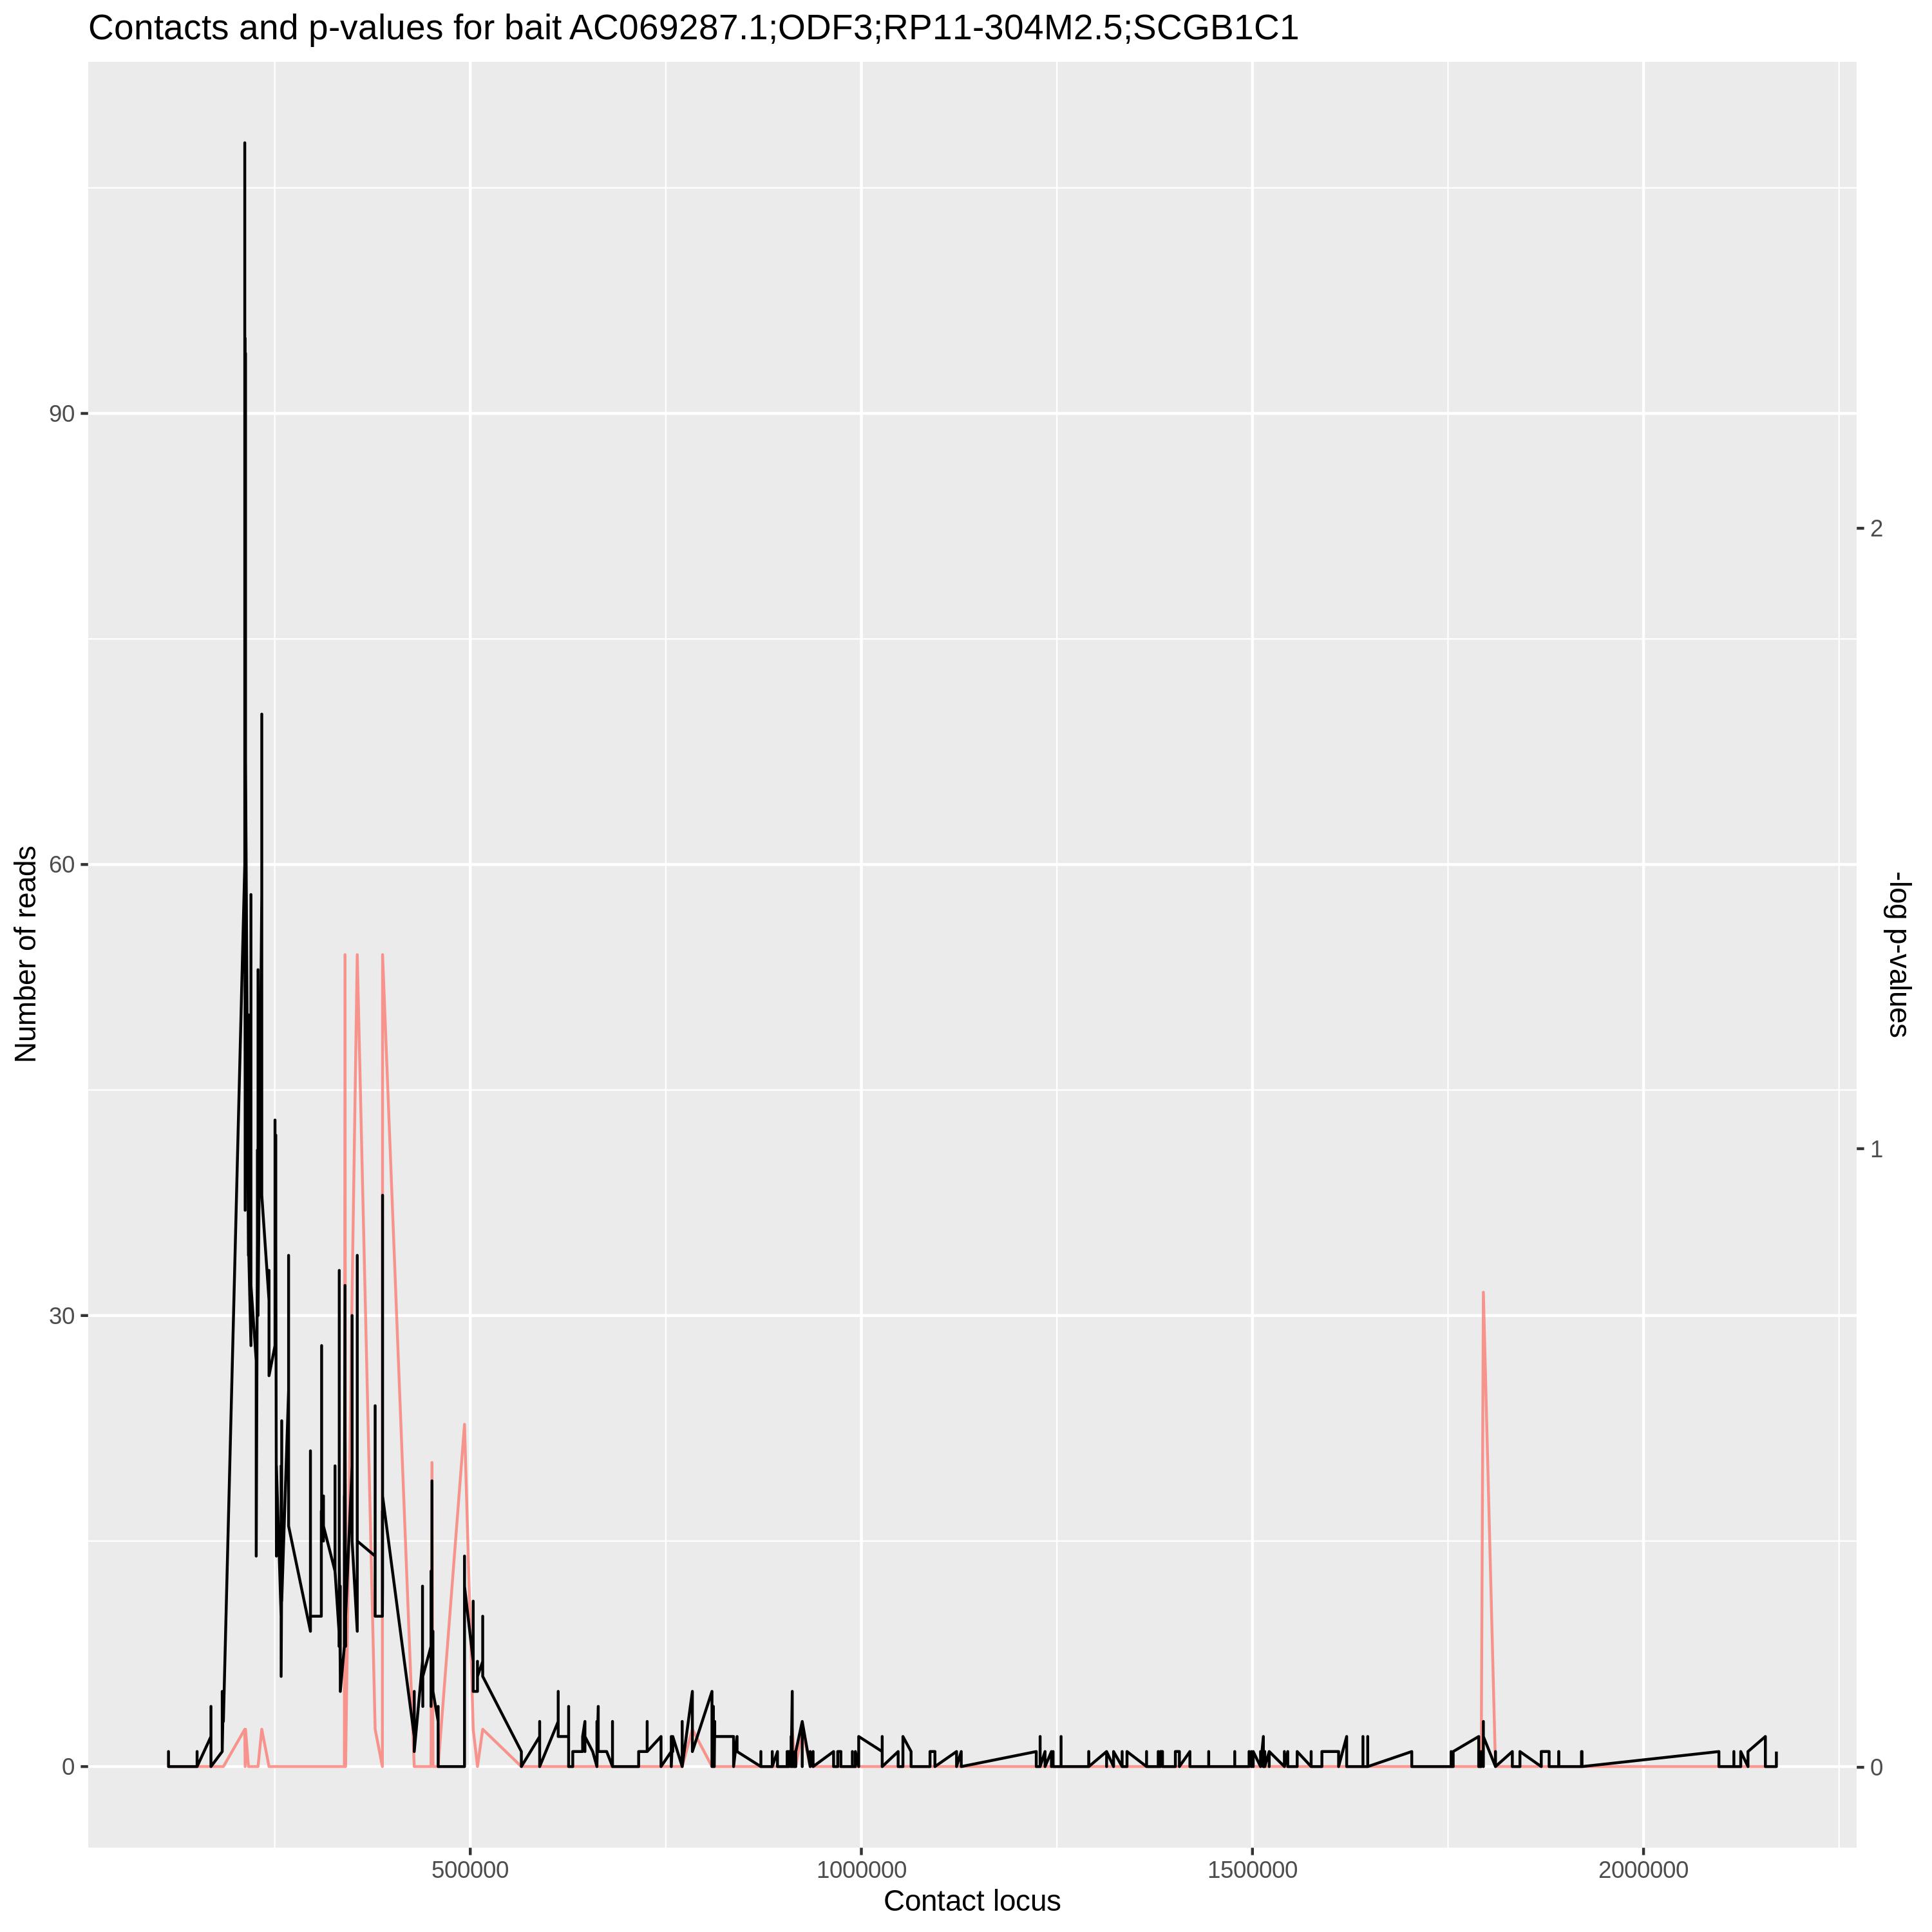 Contacts and p-values for bait AC069287.1;ODF3;RP11-304M2.5;SCGB1C1
90
60
30
0
Number of reads
2
1
0
-log p-values
500000
1000000
1500000
2000000
Contact locus